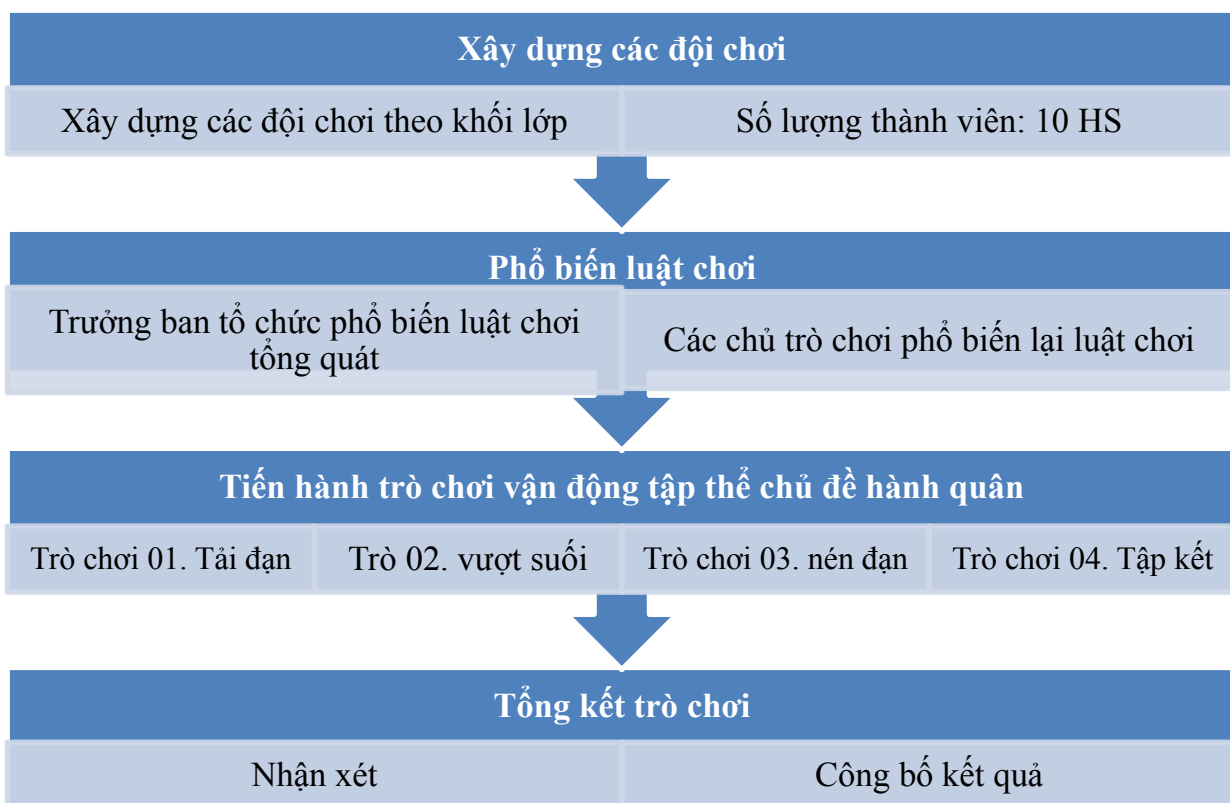 Xây dựng các đội chơi
Xây dựng các đội chơi theo khối lớp
Số lượng thành viên: 10 HS
Phổ biến luật chơi
Trưởng ban tổ chức phổ biến luật chơi
tổng quát
Các chủ trò chơi phổ biến lại luật chơi
Tiến hành trò chơi vận động tập thể chủ đề hành quân
Trò chơi 01. Tải đạn
Trò 02. vượt suối
Trò chơi 03. nén đạn
Trò chơi 04. Tập kết
Tổng kết trò chơi
Nhận xét
Công bố kết quả